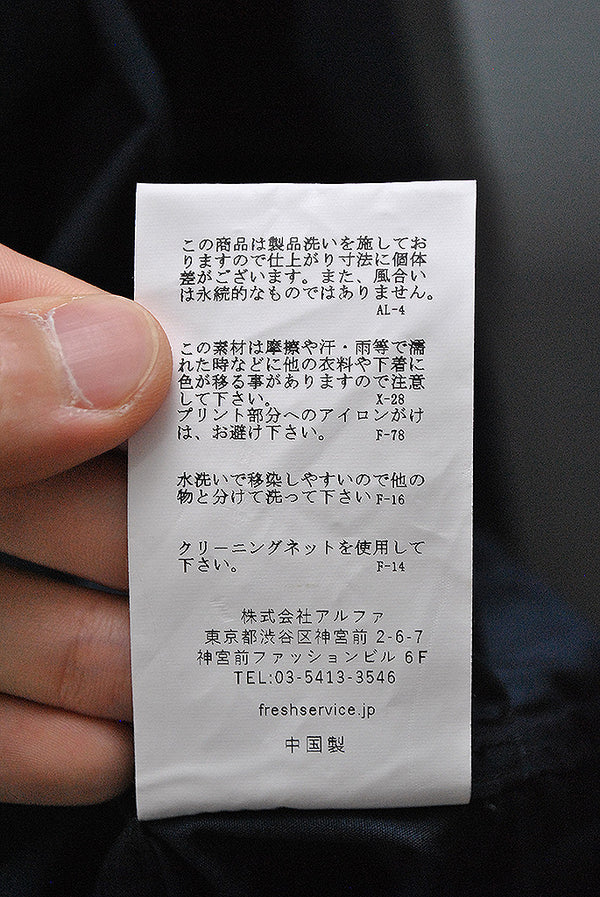 この商品は製品洗いを施してお
りますので仕上がり寸法に個体
差がございます。また、風合い
は永続的なものではありません。
AL-4
この素材は摩擦や汗・雨等で濡
れた時などに他の衣料や下着に
色が移る事がありますので注意
して下さい。 X-28
プリント部分へのアイロンがけ
は、お避け下さい。 F-78
水洗いで移染しやすいので他の
物と分けて洗って下さい F-16
クリーニングネットを使用して
下さい。 F-14
株式会社アルファ
東京都渋谷区神宮前 2-6-7
神宮前ファッションビル 6F
TEL:03-5413-3546
freshservice.jp
中国製